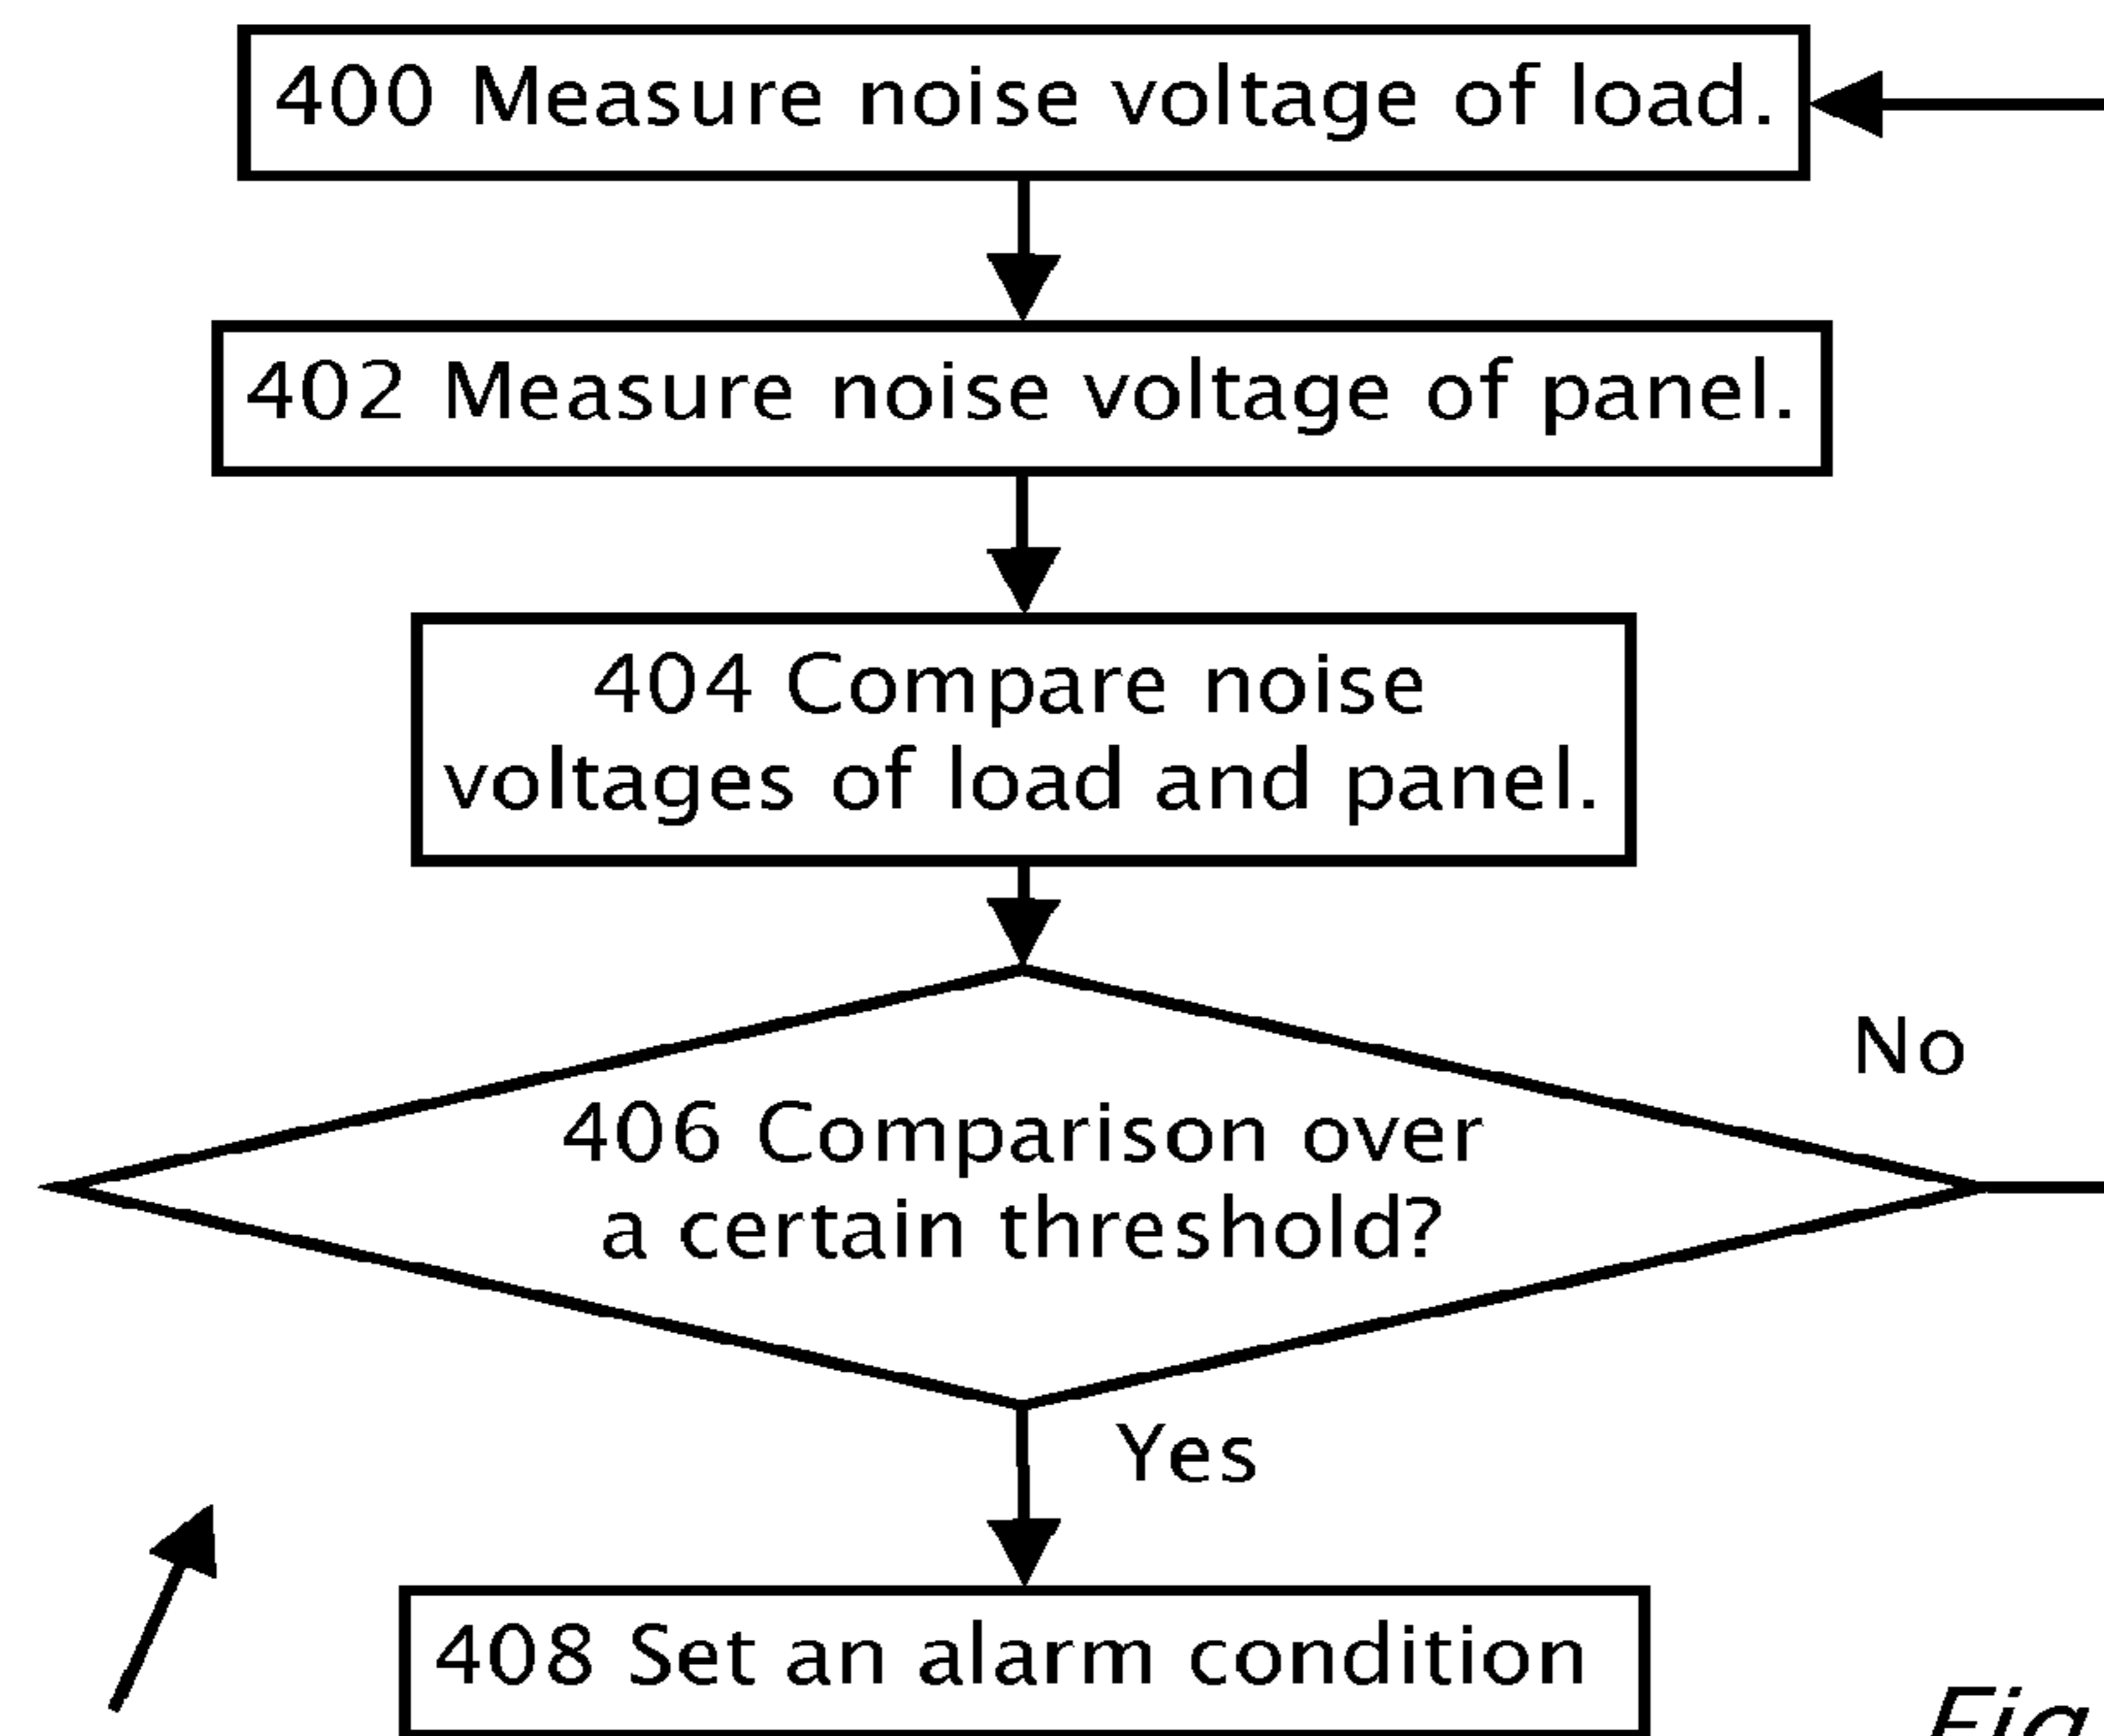 400 Measure noise voltage of load.
402 Measure noise voltage of panel.
404 Compare noise
voltages of load and panel.
No
406 Comparison over
a certain threshold?
Yes
408 Set an alarm condition
Fig